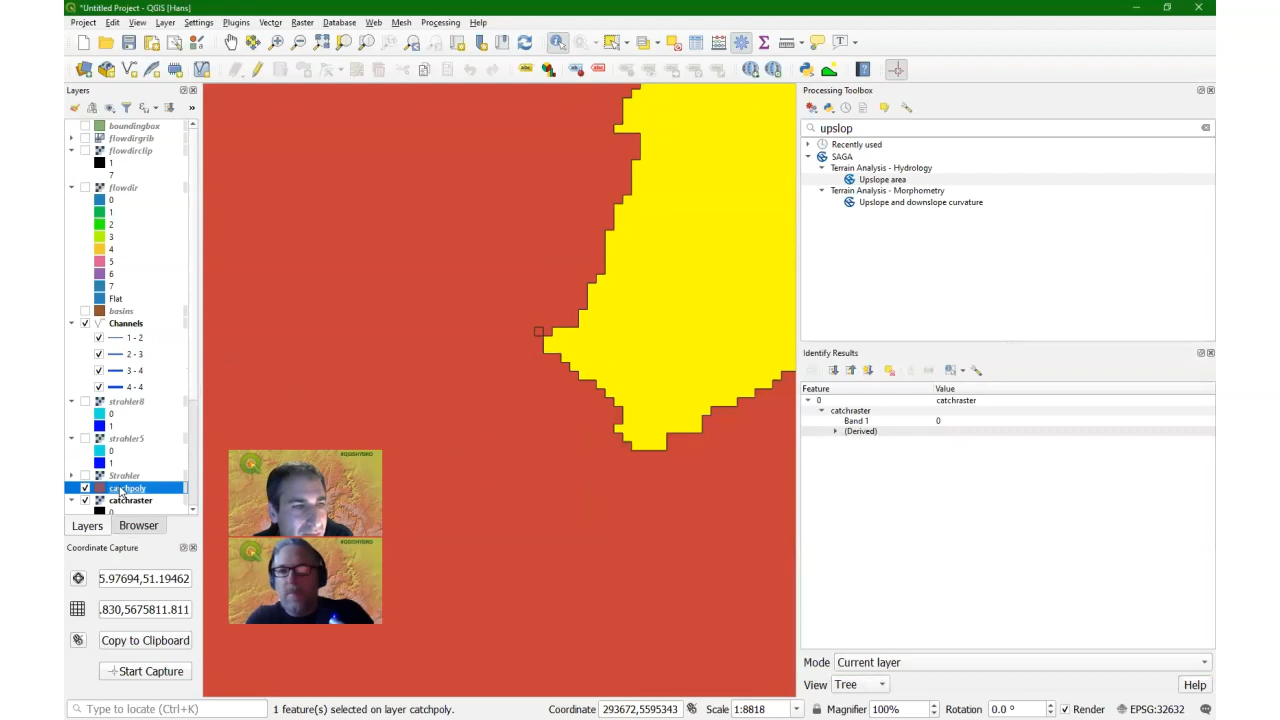 *Untitled Project - QGIS [Hans]
Project Edit View Layer Settings Plugins Vector Raster Database Web Mesh Processing Help
Layers
boundingbox
flowdirgrib
flowdirclip
1
7
flowdir
0
1
2
3
4
5
6
7
Flat
basins
Channels
1 - 2
2 - 3
3 - 4
4 - 4
strahler8
0
1
strahler5
0
1
Strahler
catchpoly
catchraster
0
Layers Browser
Coordinate Capture
5.97694,51.19462
.830,5675811.811
Copy to Clipboard
Start Capture
#QGISHYDRO
#QGISHYDRO
Processing Toolbox
upslop
Recently used
SAGA
Terrain Analysis - Hydrology
Upslope area
Terrain Analysis - Morphometry
Upslope and downslope curvature
Identify Results
Feature Value
0 catchraster
catchraster
Band 1 0
(Derived)
Mode Current layer
View Tree Help
Type to locate (Ctrl+K) 1 feature(s) selected on layer catchpoly. Coordinate 293672,5595343 Scale 1:8818 Magnifier 100% Rotation 0.0 ° Render EPSG:32632